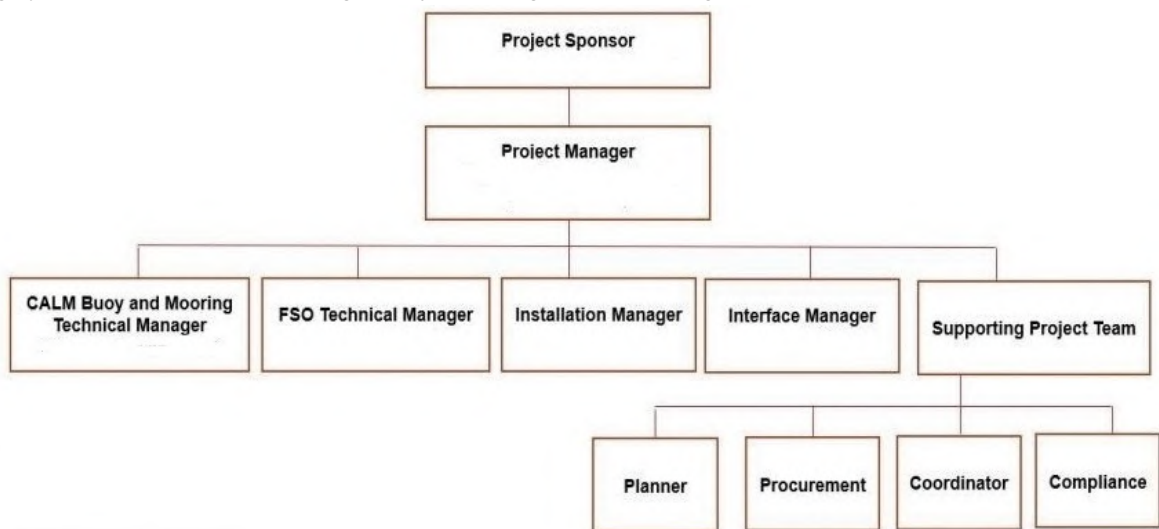 Project Sponsor
Project Manager
CALM Buoy and Mooring
Technical Manager
FSO Technical Manager
Installation Manager
Interface Manager
Supporting Project Team
Planner
Procurement
Coordinator
Compliance